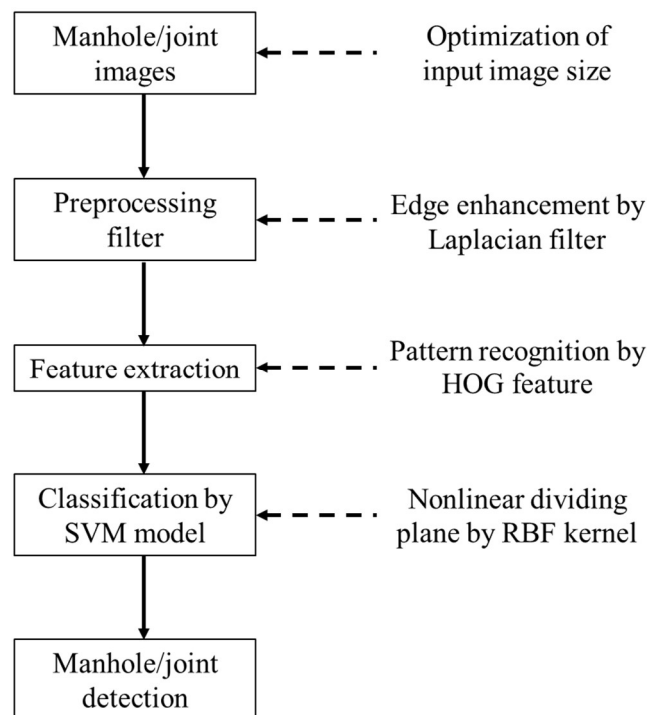 Manhole/joint
images
Optimization of
input image size
Preprocessing
filter
Edge enhancement by
Laplacian filter
Feature extraction
Pattern recognition by
HOG feature
Classification by
SVM model
Nonlinear dividing
plane by RBF kernel
Manhole/joint
detection